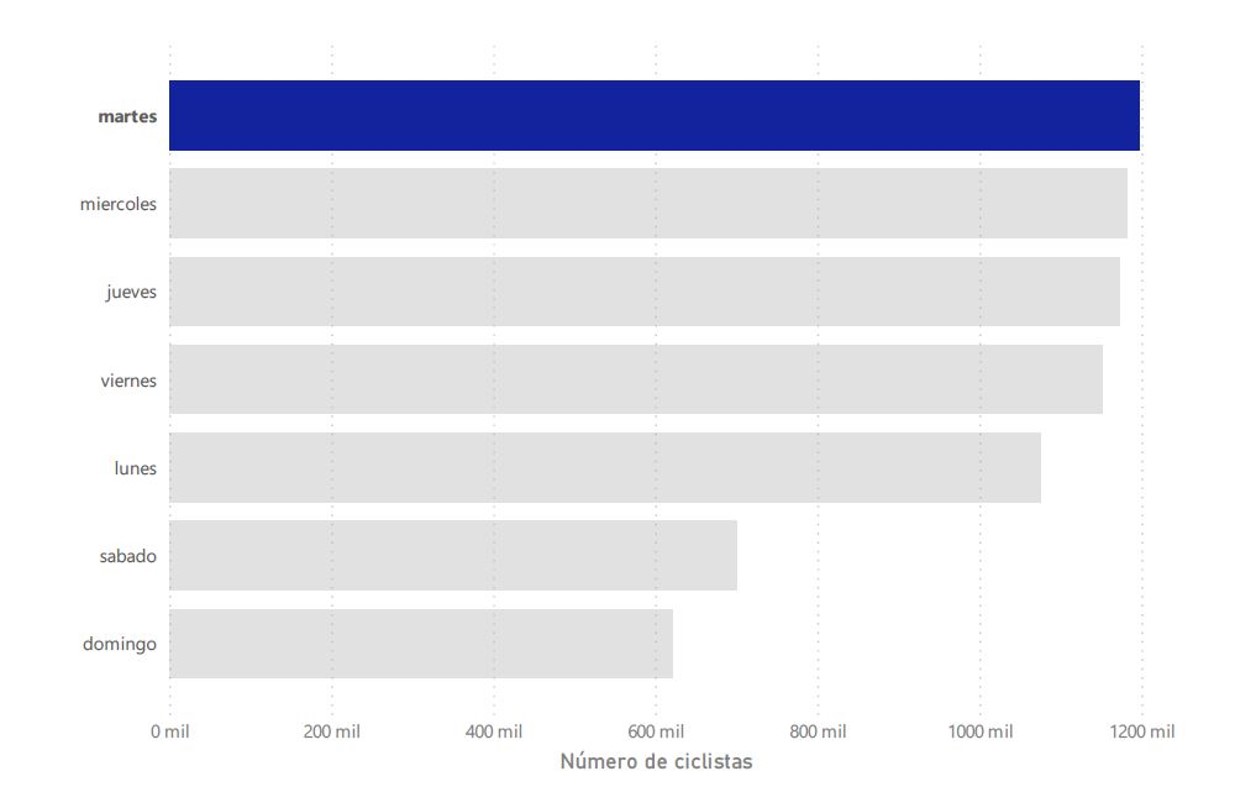 martes
miercoles
jueves
viernes
lunes
sabado
domingo
0 mil 200 mil 400 mil 600 mil 800 mil 1000 mil 1200 mil
Número de ciclistas